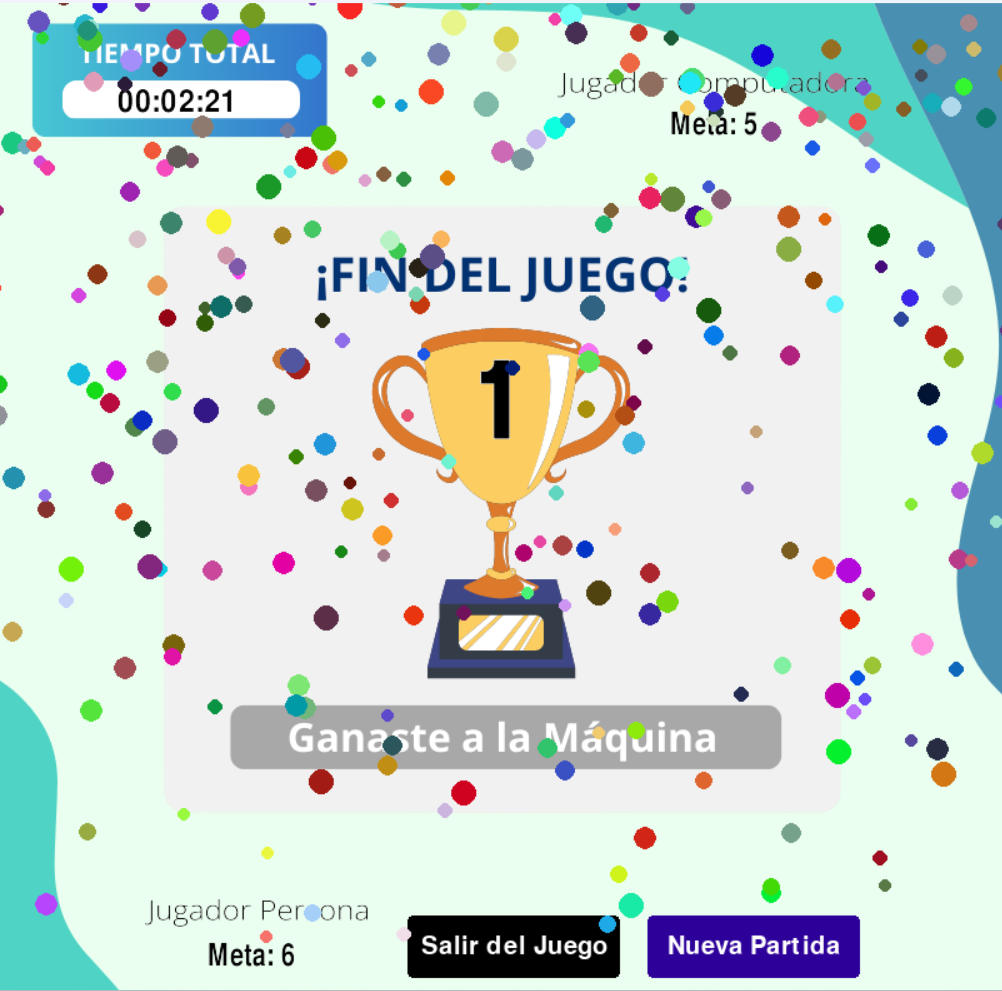 TIEMPO TOTAL
00:02:21
Jugador Computadora
Meta: 5
¡FIN DEL JUEGO!
1
Ganaste a la Máquina
Jugador Persona
Meta: 6
Salir del Juego
Nueva Partida